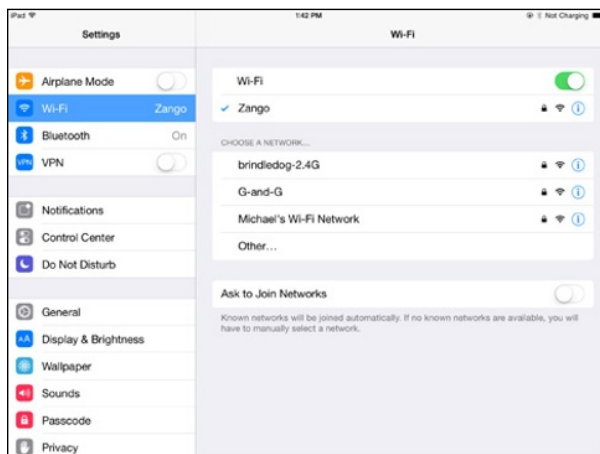 iPad 1:42 PM Not Charging
Settings
Wi-Fi
Airplane Mode
Wi-Fi Zango
Bluetooth On
VPN VPN
Notifications
Control Center
Do Not Disturb
General
AA Display & Brightness
Wallpaper
Sounds
Passcode
Privacy
Wi-Fi
Zango
CHOOSE A NETWORK...
brindledog-2.4G
G-and-G
Michael's Wi-Fi Network
Other...
Ask to Join Networks
Known networks will be joined automatically. If no known networks are available, you will
have to manually select a network.